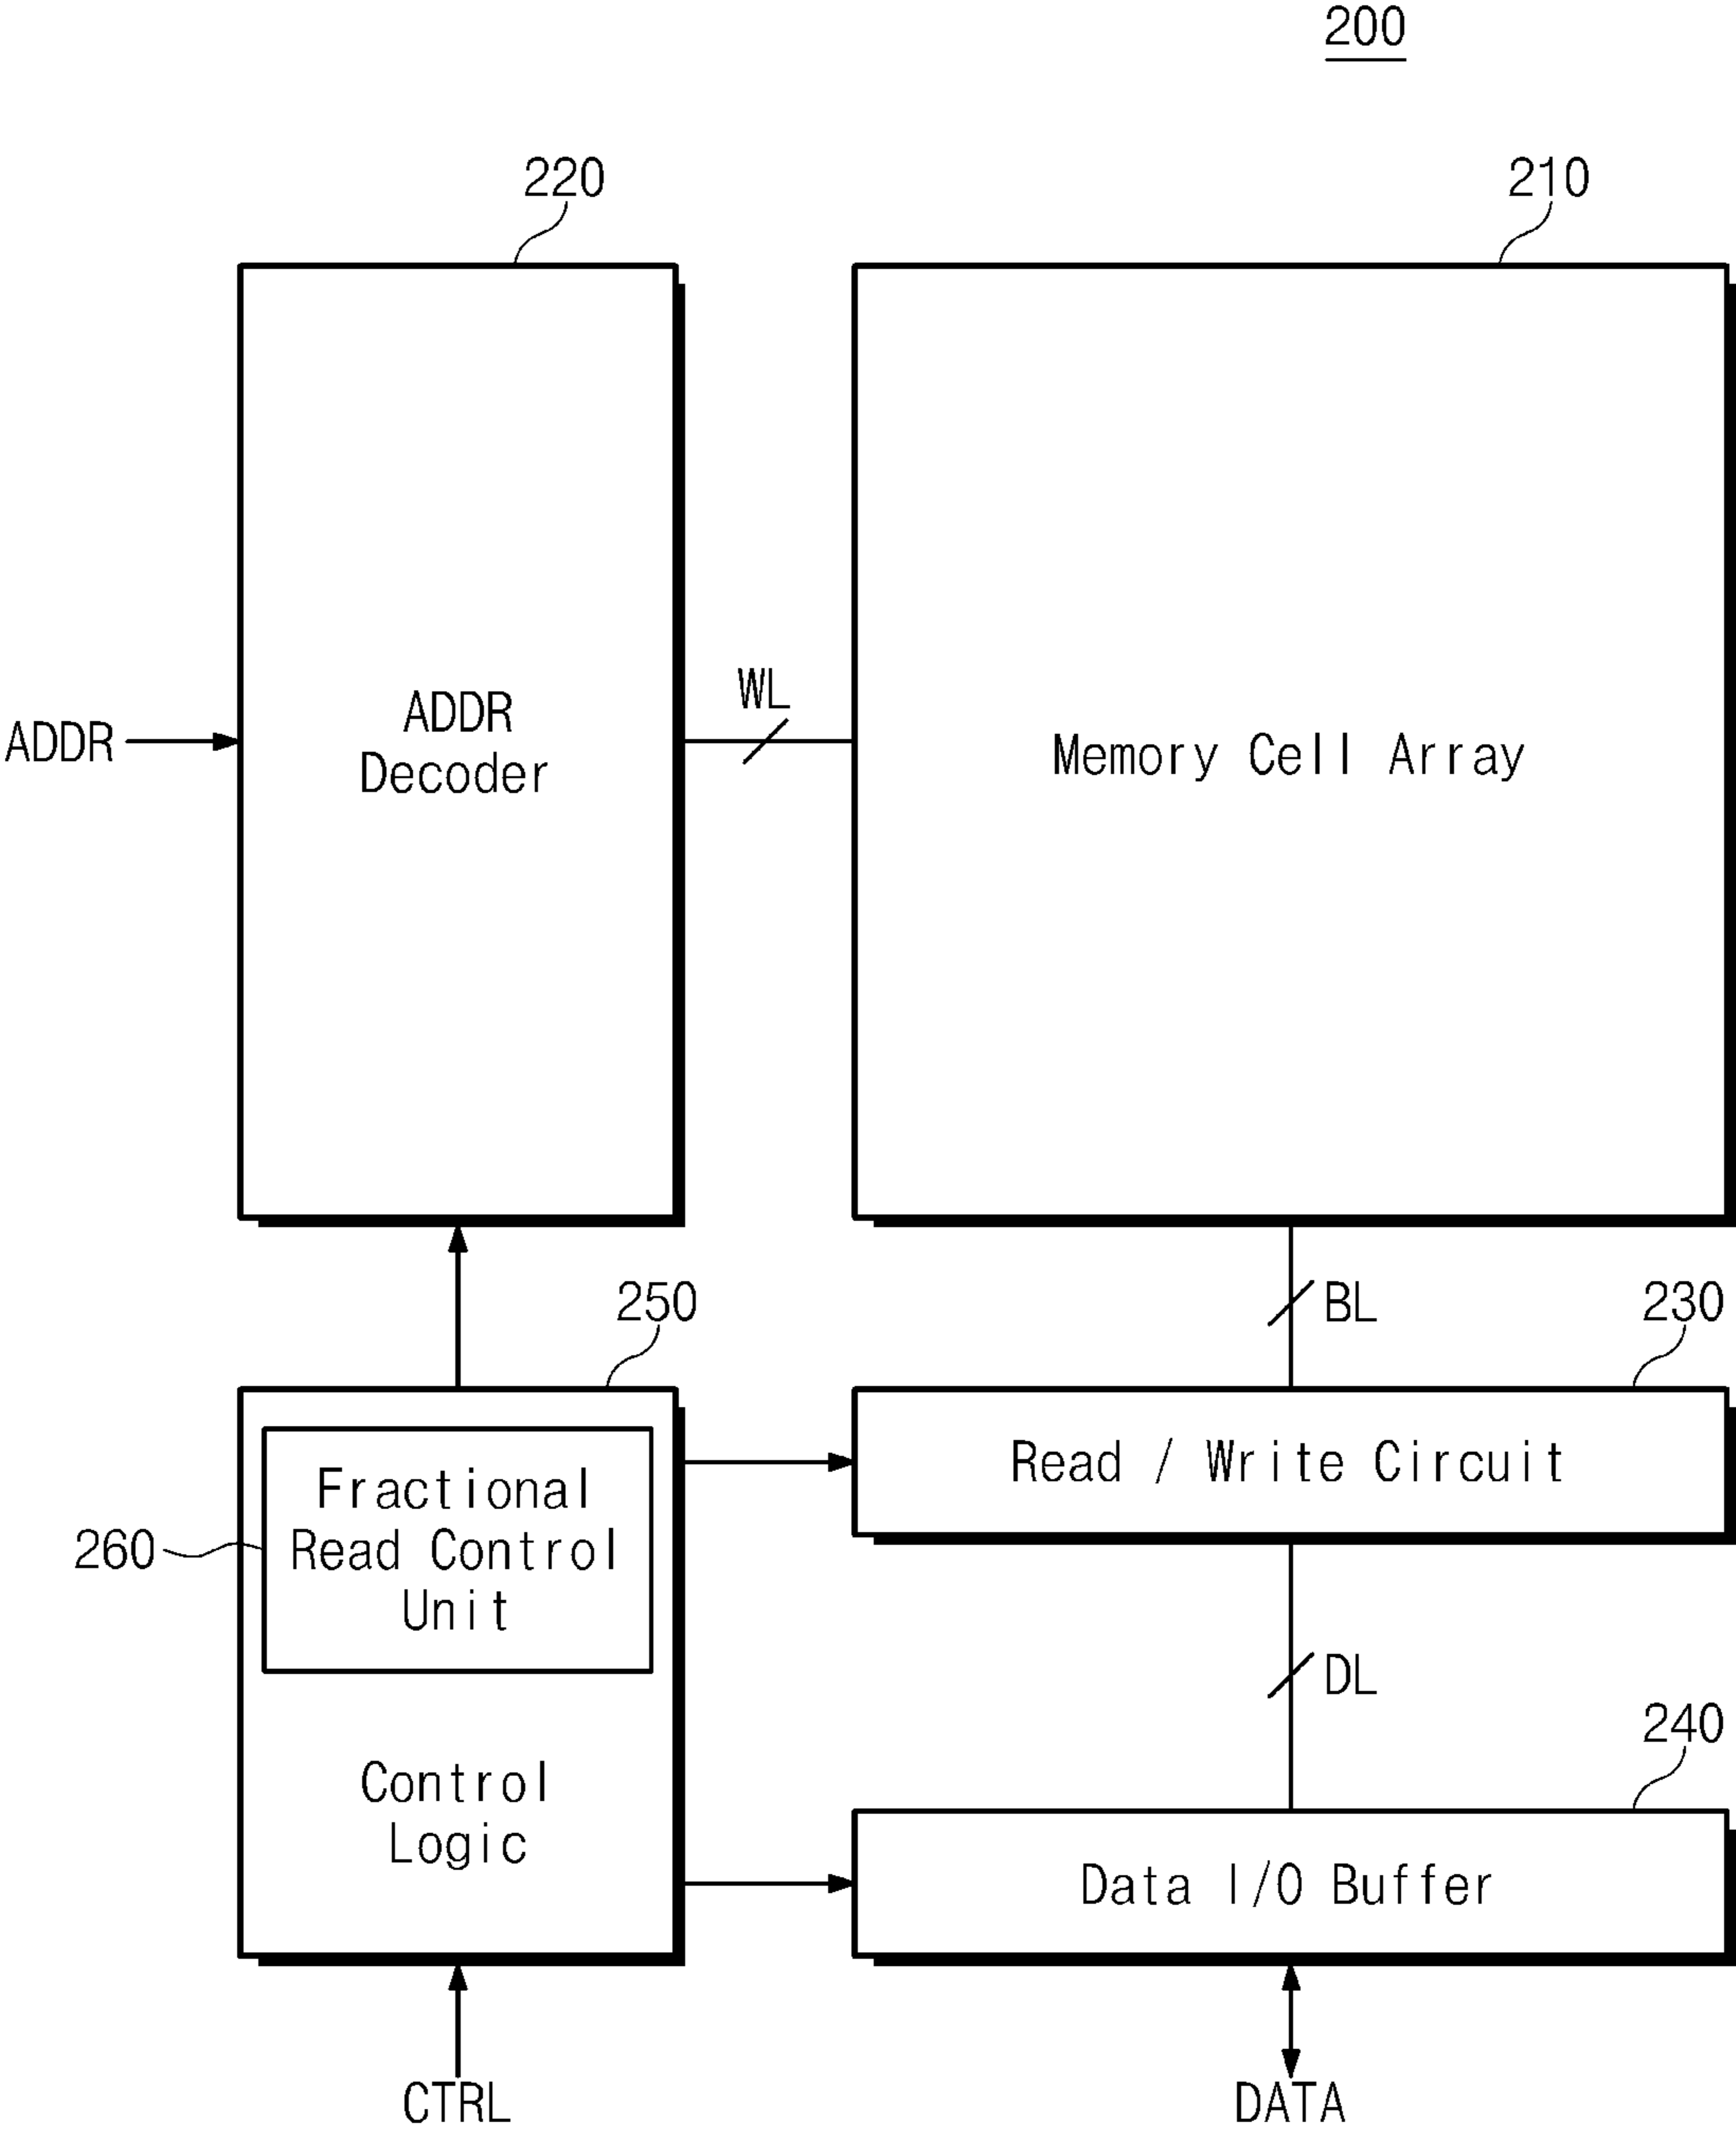 200
220
210
ADDR
ADDR
Decoder
WL
Memory Cell Array
250
BL
230
Fractional
Read Control
Unit
260
Read / Write Circuit
DL
240
Control
Logic
Data I/O Buffer
CTRL
DATA